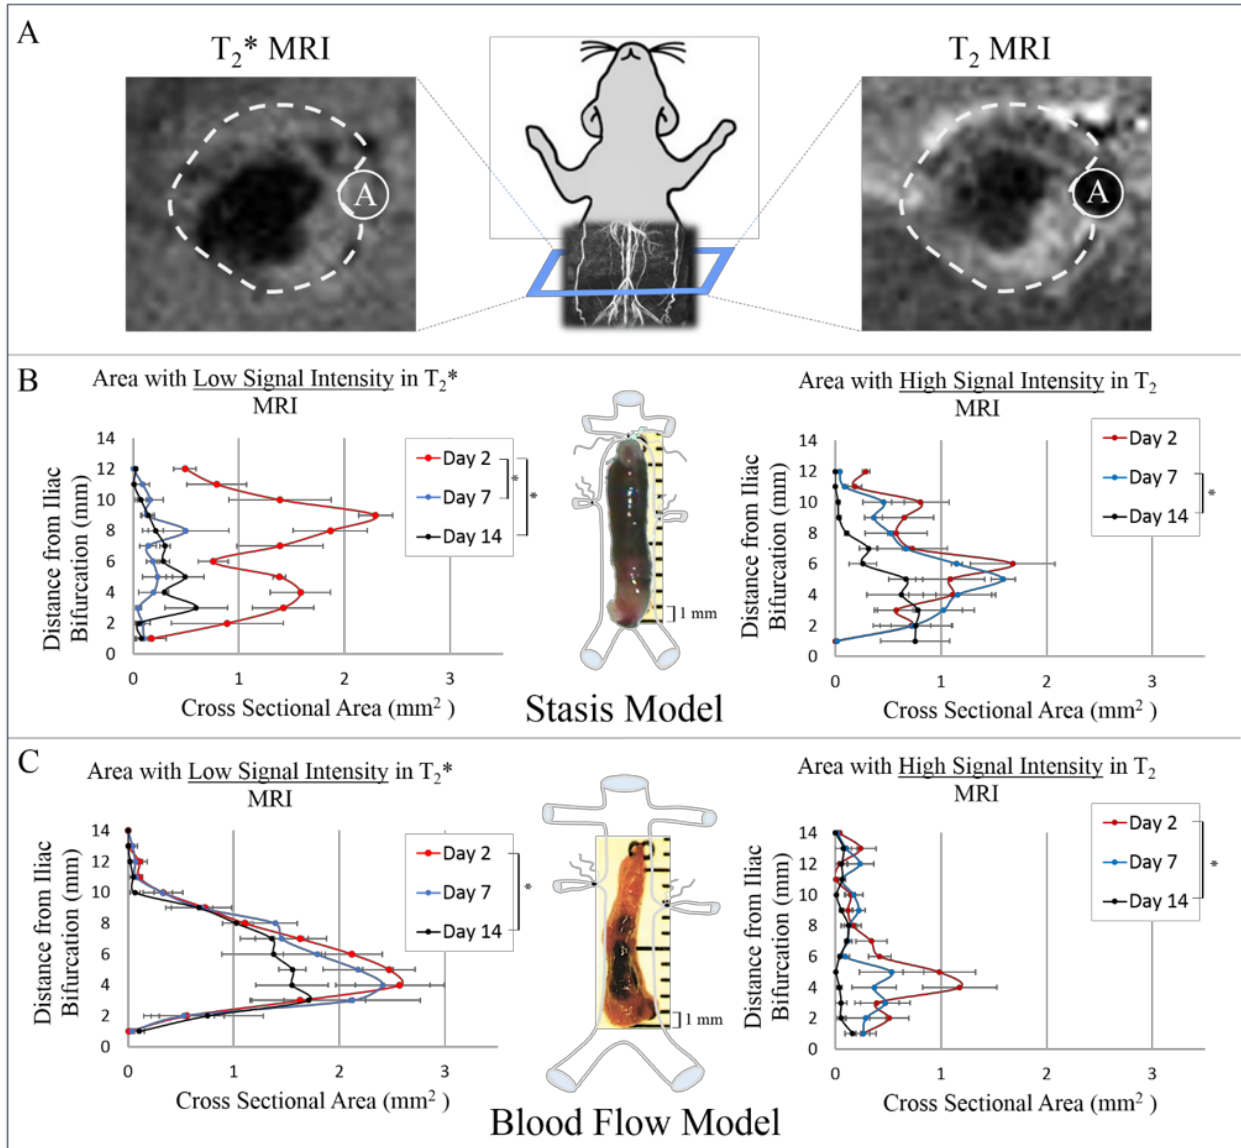 A
T₂* MRI
T₂ MRI
A
A
B
Area with Low Signal Intensity in T₂*
MRI
Distance from Iliac
Bifurcation (mm)
14
12
10
8
6
4
2
0
0
1
2
3
Cross Sectional Area (mm²)
Day 2
Day 7
Day 14
*
*
1 mm
Stasis Model
Area with High Signal Intensity in T₂
MRI
Distance from Iliac
Bifurcation (mm)
14
12
10
8
6
4
2
0
0
1
2
3
Cross Sectional Area (mm²)
Day 2
Day 7
Day 14
*
C
Area with Low Signal Intensity in T₂*
MRI
Distance from Iliac
Bifurcation (mm)
14
12
10
8
6
4
2
0
0
1
2
3
Cross Sectional Area (mm²)
Day 2
Day 7
Day 14
*
1 mm
Blood Flow Model
Area with High Signal Intensity in T₂
MRI
Distance from Iliac
Bifurcation (mm)
14
12
10
8
6
4
2
0
0
1
2
3
Cross Sectional Area (mm²)
Day 2
Day 7
Day 14
*